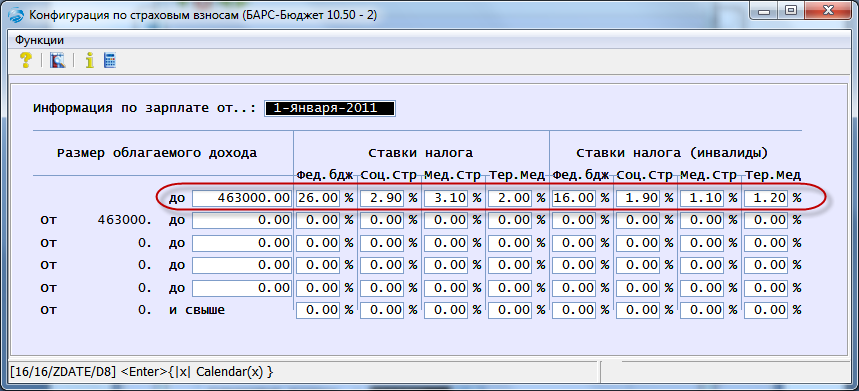 Конфигурация по страховым взносам (БАРС-Бюджет 10.50 - 2)
Функции
Информация по зарплате от..: 1-Января-2011
Размер облагаемого дохода Ставки налога Ставки налога (инвалиды)
Фед.бдж Соц.Стр Мед.Стр Тер.Мед Фед.бдж Соц.Стр Мед.Стр Тер.Мед
до 463000.00 26.00 % 2.90 % 3.10 % 2.00 % 16.00 % 1.90 % 1.10 % 1.20 %
от 463000. до 0.00 0.00 % 0.00 % 0.00 % 0.00 % 0.00 % 0.00 % 0.00 % 0.00 %
от 0. до 0.00 0.00 % 0.00 % 0.00 % 0.00 % 0.00 % 0.00 % 0.00 % 0.00 %
от 0. до 0.00 0.00 % 0.00 % 0.00 % 0.00 % 0.00 % 0.00 % 0.00 % 0.00 %
от 0. до 0.00 0.00 % 0.00 % 0.00 % 0.00 % 0.00 % 0.00 % 0.00 % 0.00 %
от 0. и свыше 0.00 % 0.00 % 0.00 % 0.00 % 0.00 % 0.00 % 0.00 % 0.00 %
[16/16/ZDATE/D8] <Enter>{|x| Calendar(x) }